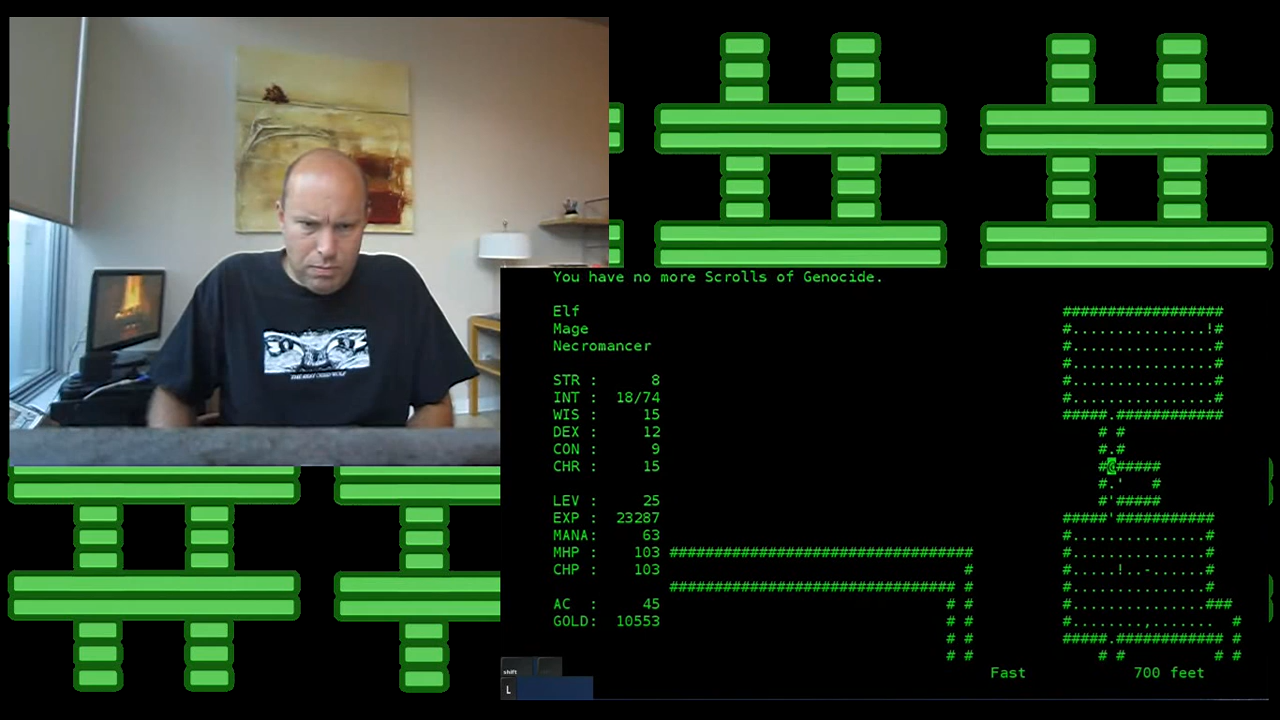 You have no more Scrolls of Genocide.
Elf
Mage
Necromancer
STR : 8
INT : 18/74
WIS : 15
DEX : 12
CON : 9
CHR : 15
LEV : 25
EXP : 23287
MANA: 63
MHP : 103
CHP : 103
AC : 45
GOLD: 10553
Fast 700 feet
shift
L